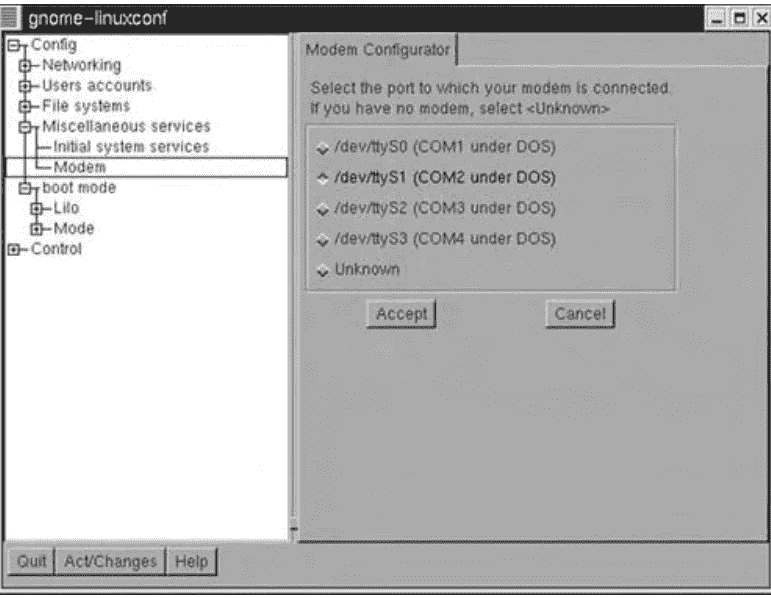 gnome-linuxconf
Config
Networking
Users accounts
File systems
Miscellaneous services
Initial system services
Modem
boot mode
Lilo
Mode
Control
Modem Configurator
Select the port to which your modem is connected.
If you have no modem, select <Unknown>
/dev/ttyS0 (COM1 under DOS)
/dev/ttyS1 (COM2 under DOS)
/dev/ttyS2 (COM3 under DOS)
/dev/ttyS3 (COM4 under DOS)
Unknown
Accept Cancel
Quit Act/Changes Help